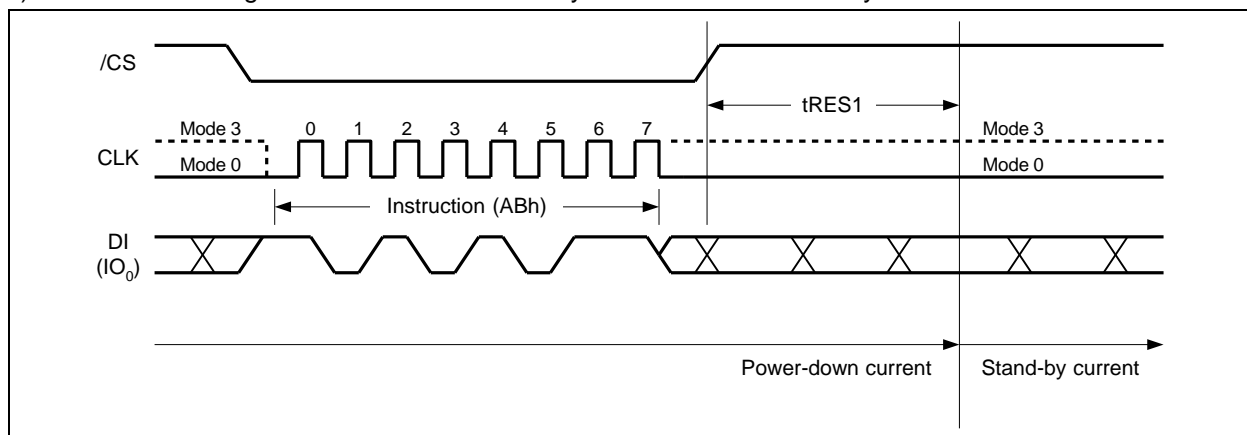 /CS
tRES1
Mode 3 0 1 2 3 4 5 6 7 Mode 3
CLK
Mode 0 Mode 0
Instruction (ABh)
DI
(IO0)
Power-down current Stand-by current